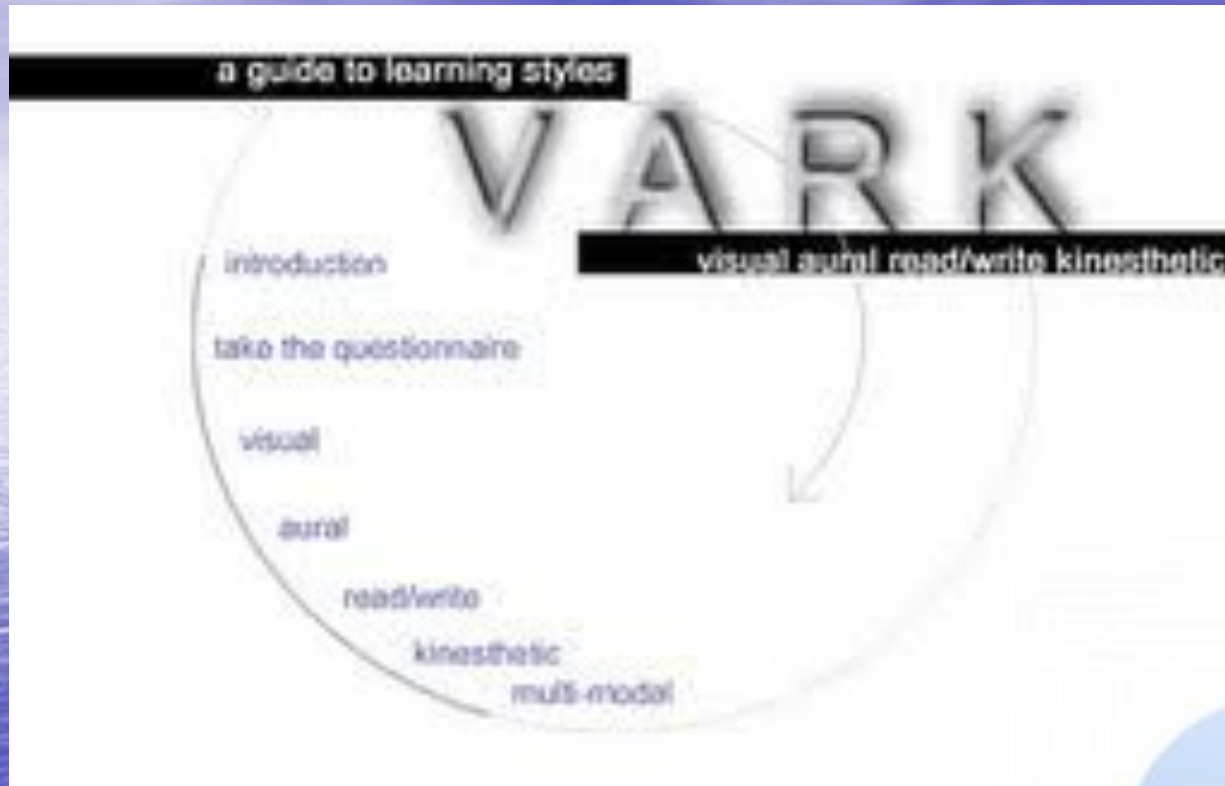 a guide to learning styles
VARK
visual aural read/write kinesthetic
introduction
take the questionnaire
visual
aural
read/write
kinesthetic
multi-modal